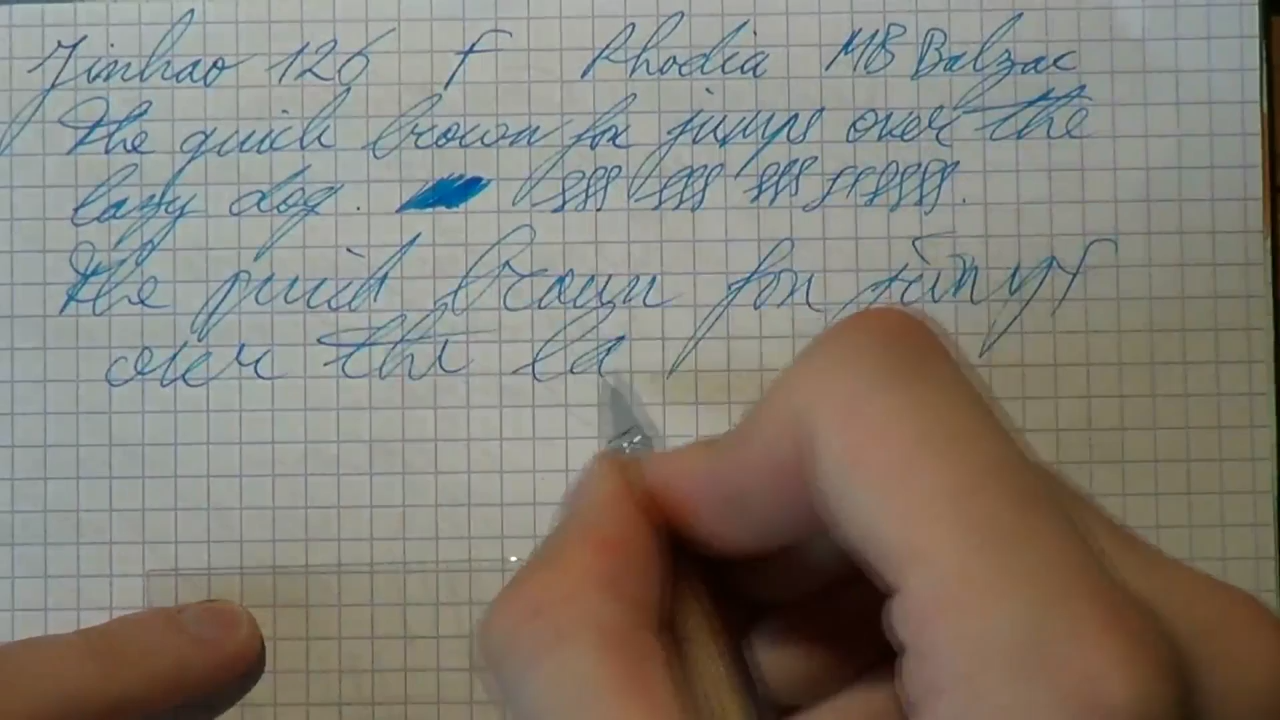 Jinhao 126 F Rhodia MB Balzac
The quick brown fox jumps over the
lazy dog.
The quick brown fox jumps
over the la